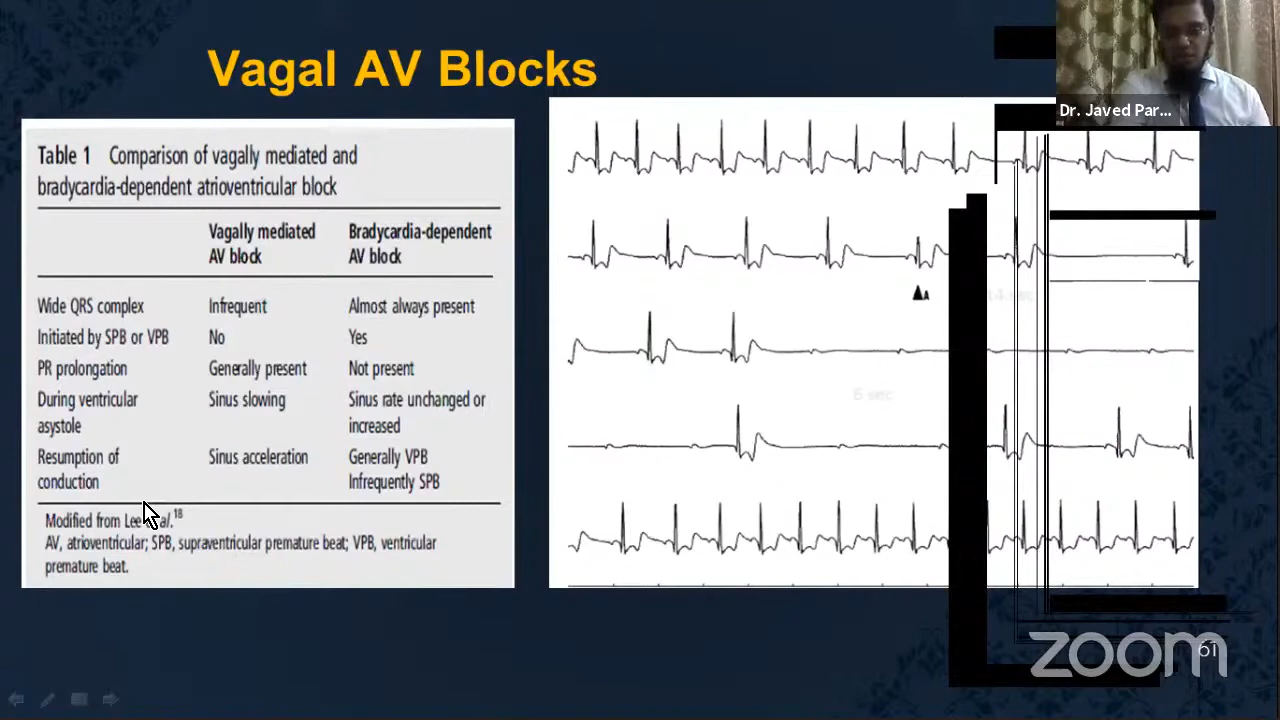 Vagal AV Blocks
Dr. Javed Par...
Table 1 Comparison of vagally mediated and
bradycardia-dependent atrioventricular block
Vagally mediated Bradycardia-dependent
AV block AV block
Wide QRS complex Infrequent Almost always present
Initiated by SPB or VPB No Yes
PR prolongation Generally present Not present
During ventricular Sinus slowing Sinus rate unchanged or
asystole increased
Resumption of Sinus acceleration Generally VPB
conduction Infrequently SPB
Modified from Lee al.18
AV, atrioventricular; SPB, supraventricular premature beat; VPB, ventricular
premature beat.
A
14 sec
6 sec
zoom
61